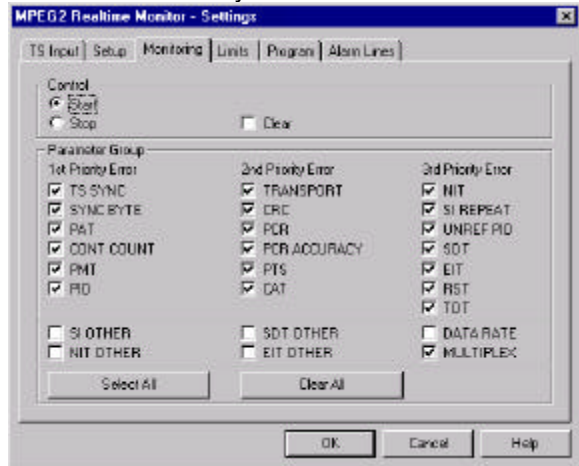 MPEG2 Realtime Monitor - Settings
TS Input Setup Monitoring Limits Program Alarm Lines
Control
Start
Stop Clear
Parameter Group
1st Priority Error 2nd Priority Error 3rd Priority Error
TS SYNC TRANSPORT NIT
SYNC BYTE CRC SI REPEAT
PAT PCR UNREF PID
CONT COUNT PCR ACCURACY SDT
PMT PTS EIT
PID CAT RST
TDT
SI OTHER SDT OTHER DATA RATE
NIT OTHER EIT OTHER MULTIPLEX
Select All Clear All
OK Cancel Help